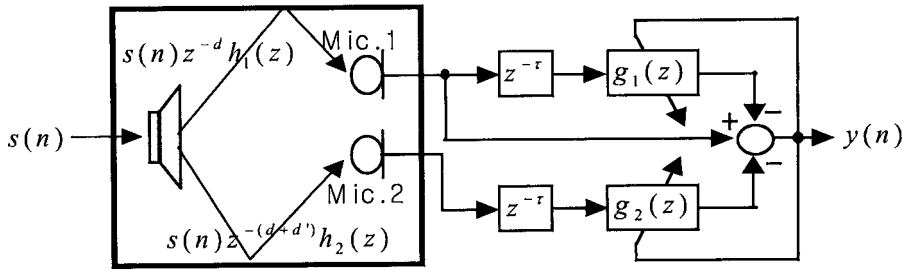 s(n)z^{-d}h_1(z)
Mic.1
z^{-τ}
g_1(z)
−
s(n)
+
y(n)
−
Mic.2
z^{-τ}
g_2(z)
s(n)z^{-(d+d')}h_2(z)